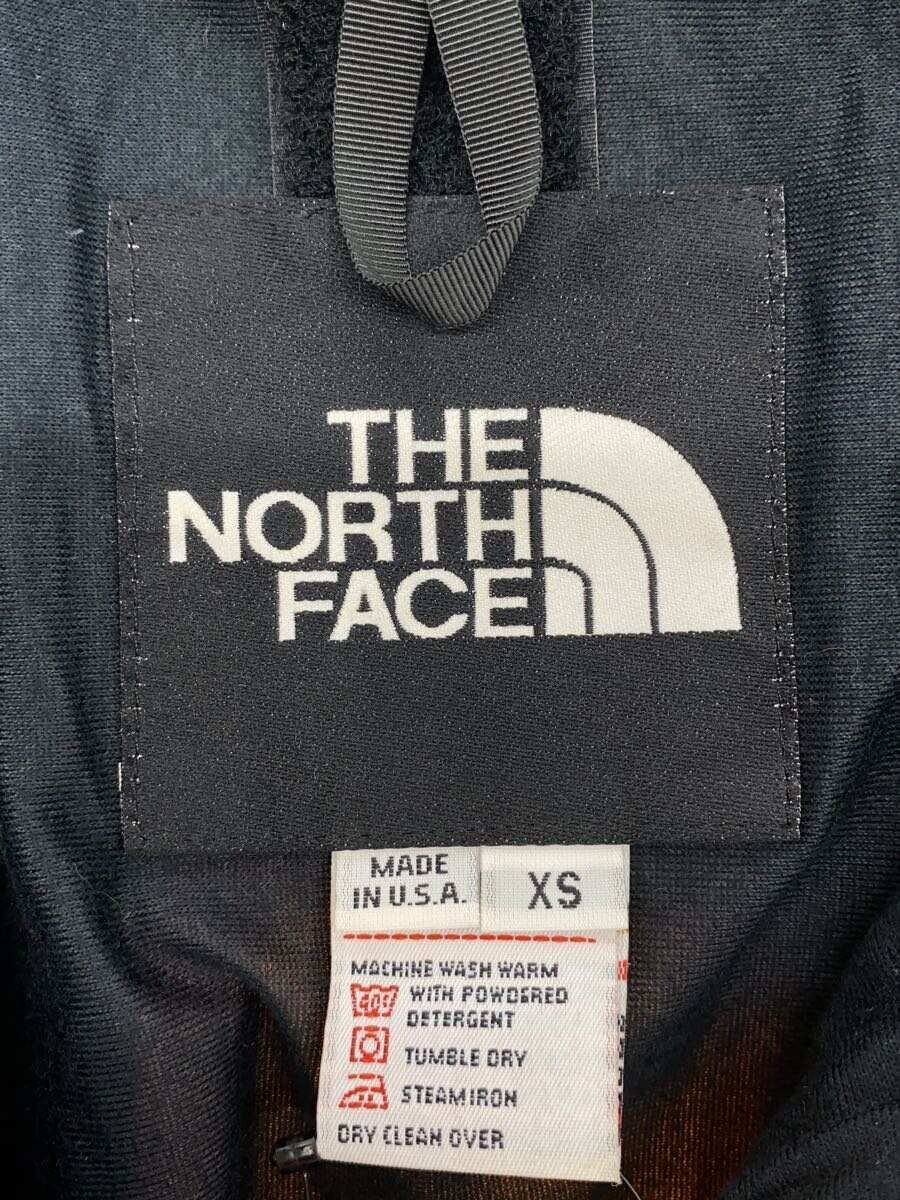 THE
NORTH
FACE
MADE
IN U.S.A.
XS
MACHINE WASH WARM
WITH POWDERED
DETERGENT
TUMBLE DRY
STEAM IRON
DRY CLEAN OVER